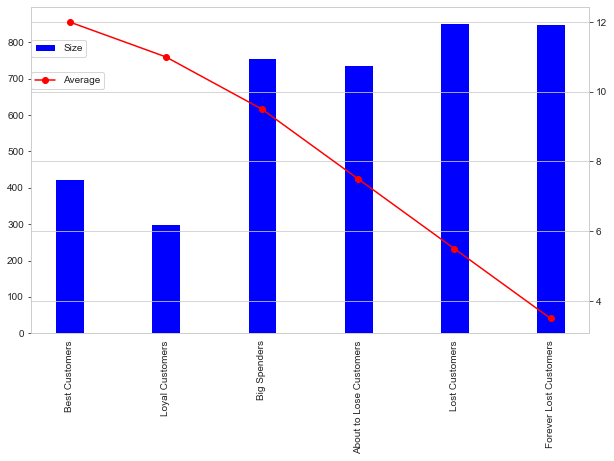 800
700
600
500
400
300
200
100
0
Size
Average
12
10
8
6
4
Best Customers
Loyal Customers
Big Spenders
About to Lose Customers
Lost Customers
Forever Lost Customers